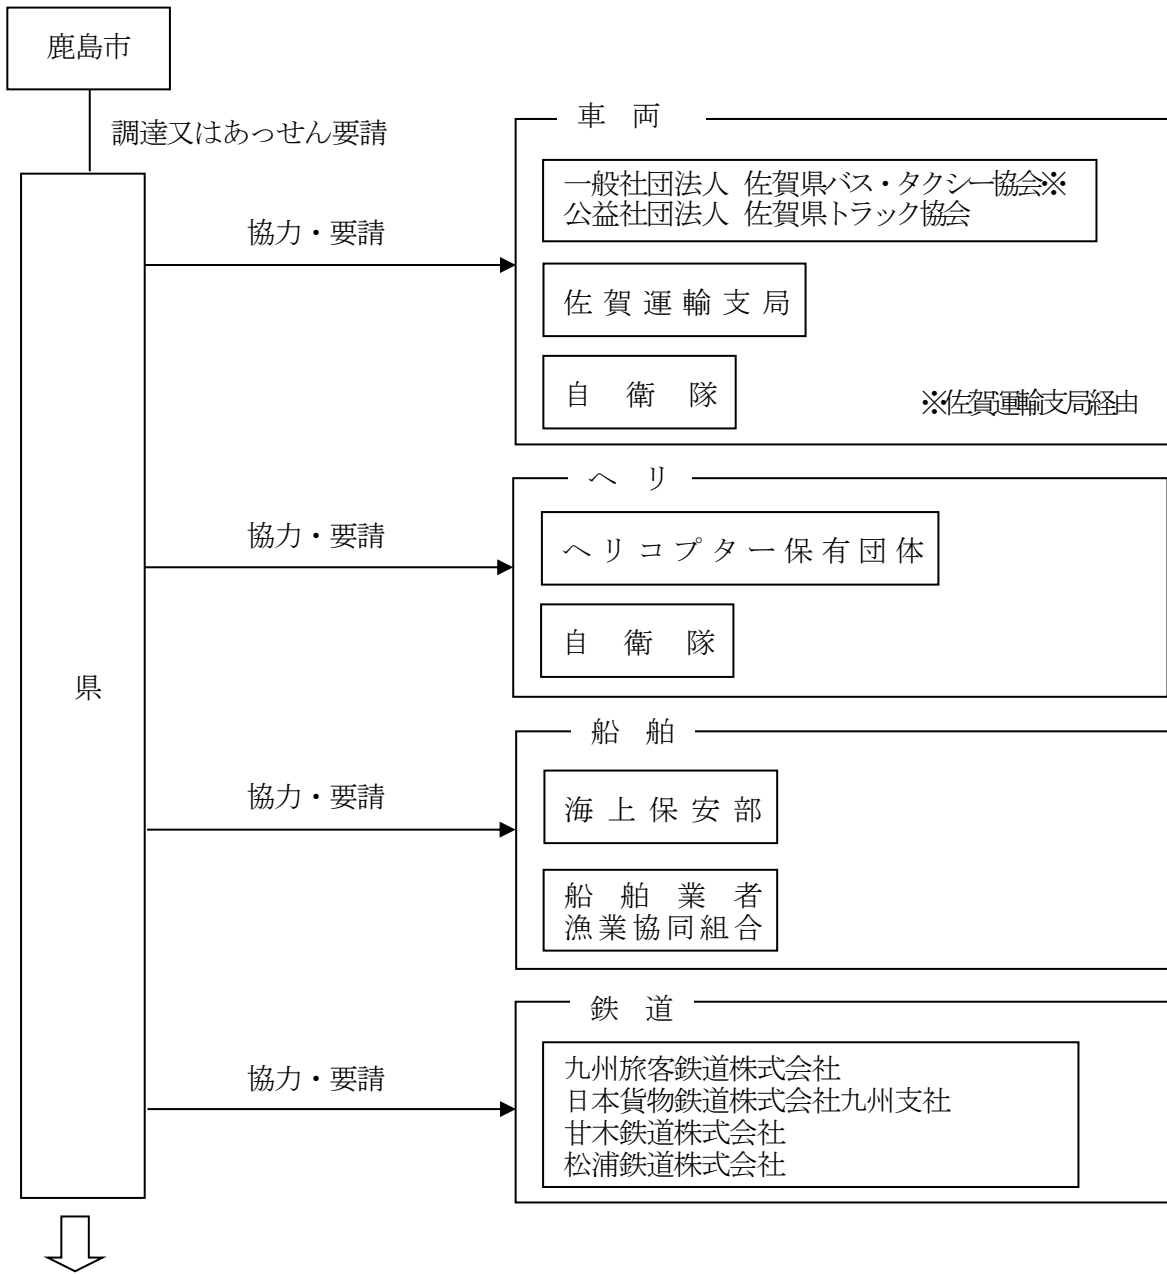 鹿島市
調達又はあっせん要請
県
協力・要請
車 両
一般社団法人 佐賀県バス・タクシー協会※
公益社団法人 佐賀県トラック協会
佐賀運輸支局
自衛隊
※佐賀運輸支局経由
協力・要請
ヘ リ
ヘリコプター保有団体
自衛隊
協力・要請
船 舶
海上保安部
船舶業者
漁業協同組合
協力・要請
鉄 道
九州旅客鉄道株式会社
日本貨物鉄道株式会社九州支社
甘木鉄道株式会社
松浦鉄道株式会社